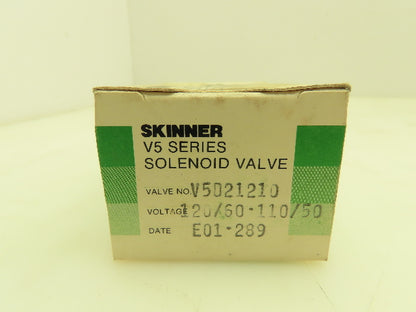 SKINNER
V5 SERIES
SOLENOID VALVE
VALVE NO. V5D21210
VOLTAGE 120/60-110/50
DATE E01-289